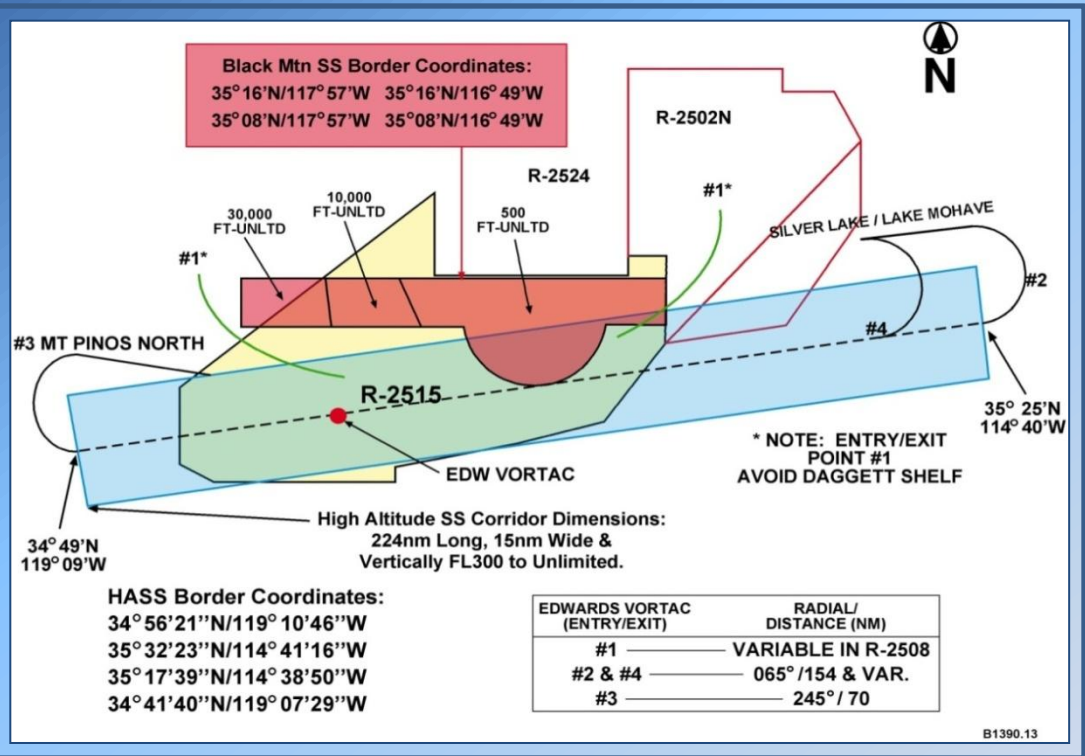 Black Mtn SS Border Coordinates:
35°16'N/117°57'W 35°16'N/116°49'W
35°08'N/117°57'W 35°08'N/116°49'W
N
R-2502N
R-2524
30,000
FT-UNLTD
10,000
FT-UNLTD
500
FT-UNLTD
#1*
#1*
SILVER LAKE / LAKE MOHAVE
#2
#4
#3 MT PINOS NORTH
R-2515
EDW VORTAC
35° 25'N
114° 40'W
* NOTE: ENTRY/EXIT
POINT #1
AVOID DAGGETT SHELF
34° 49'N
119° 09'W
High Altitude SS Corridor Dimensions:
224nm Long, 15nm Wide &
Vertically FL300 to Unlimited.
HASS Border Coordinates:
34°56'21''N/119°10'46''W
35°32'23''N/114°41'16''W
35°17'39''N/114°38'50''W
34°41'40''N/119°07'29''W
EDWARDS VORTAC
(ENTRY/EXIT)
RADIAL/
DISTANCE (NM)
#1 VARIABLE IN R-2508
#2 & #4 065°/154 & VAR.
#3 245°/ 70
B1390.13